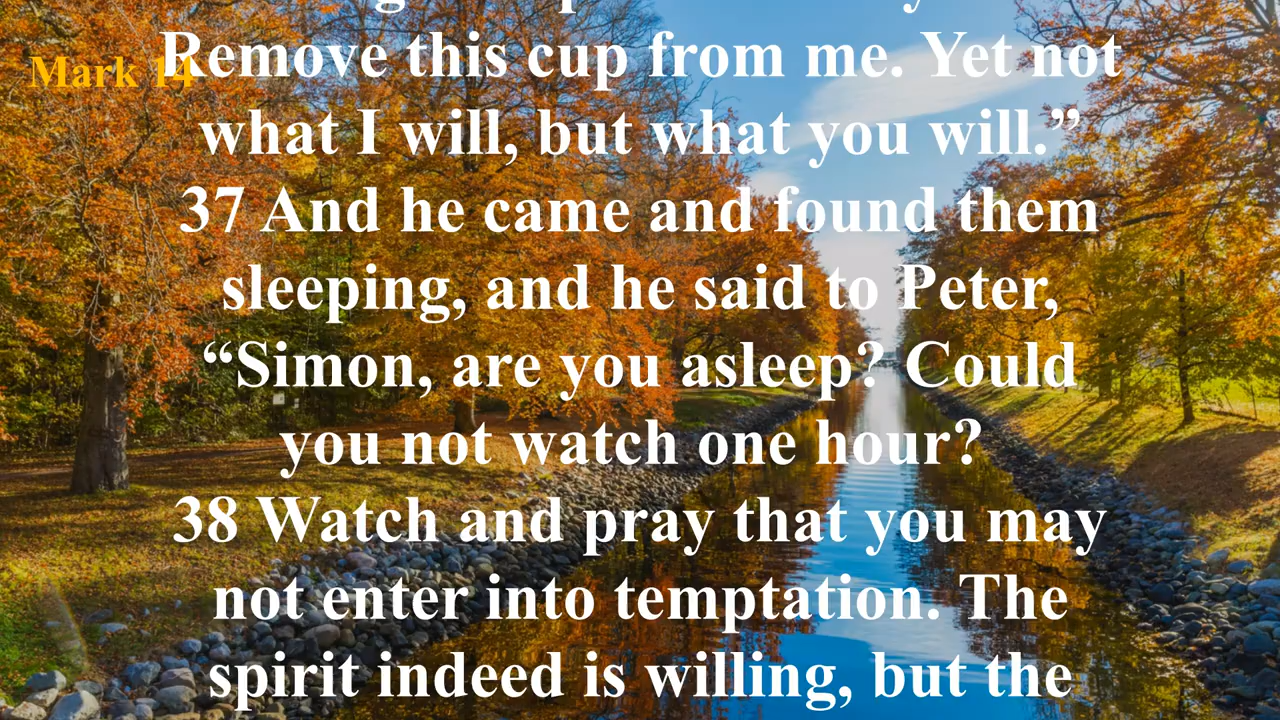 Mark 14
Remove this cup from me. Yet not
what I will, but what you will.”
37 And he came and found them
sleeping, and he said to Peter,
“Simon, are you asleep? Could
you not watch one hour?
38 Watch and pray that you may
not enter into temptation. The
spirit indeed is willing, but the